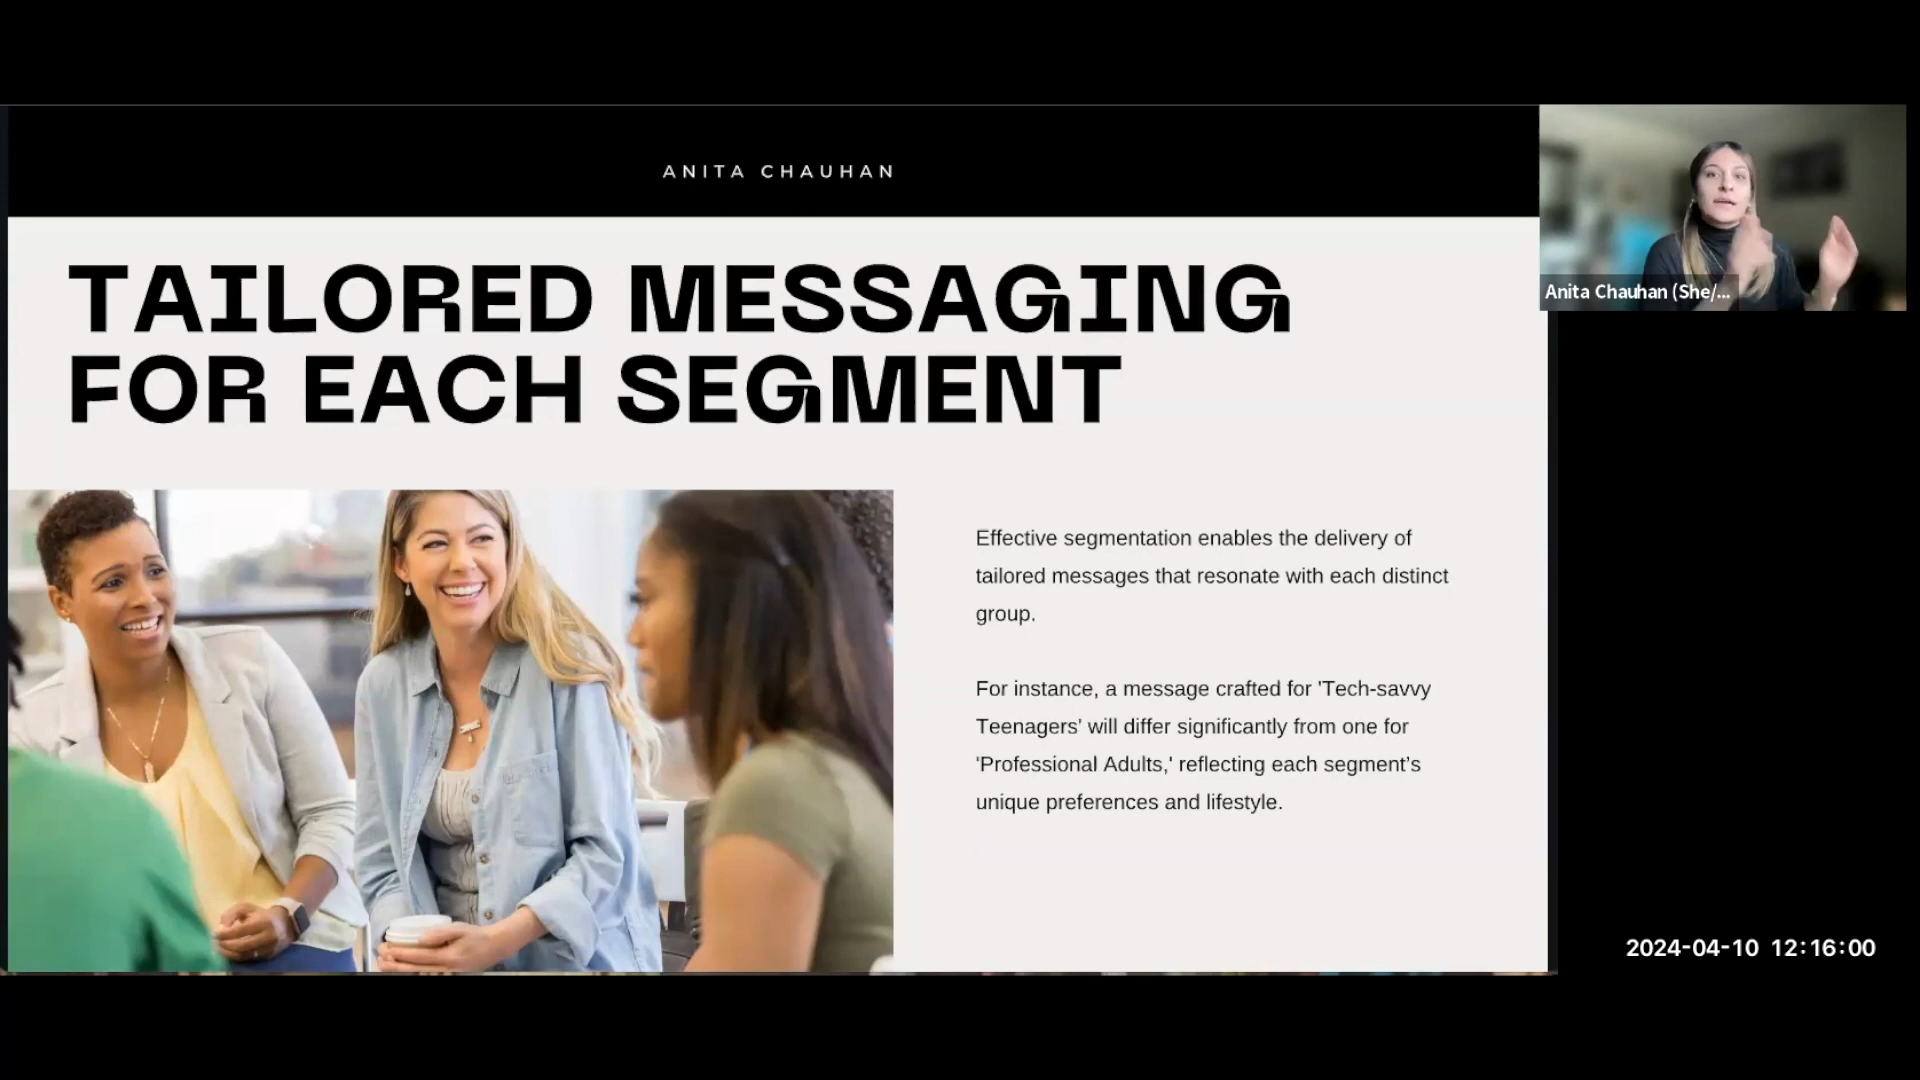 ANITA CHAUHAN
TAILORED MESSAGING
FOR EACH SEGMENT
Effective segmentation enables the delivery of
tailored messages that resonate with each distinct
group.
For instance, a message crafted for 'Tech-savvy
Teenagers' will differ significantly from one for
'Professional Adults,' reflecting each segment’s
unique preferences and lifestyle.
Anita Chauhan (She/...
2024-04-10 12:16:00